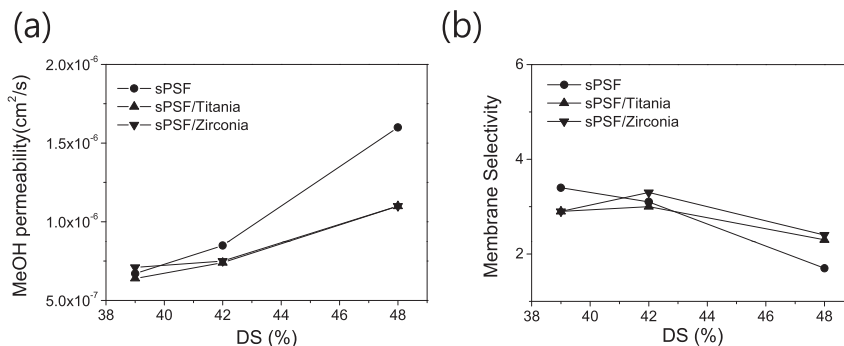 (a)
MeOH permeability(cm²/s)
2.0x10⁻⁶
1.5x10⁻⁶
1.0x10⁻⁶
5.0x10⁻⁷
sPSF
sPSF/Titania
sPSF/Zirconia
38 40 42 44 46 48
DS (%)
(b)
Membrane Selectivity
6
4
2
sPSF
sPSF/Titania
sPSF/Zirconia
38 40 42 44 46 48
DS (%)